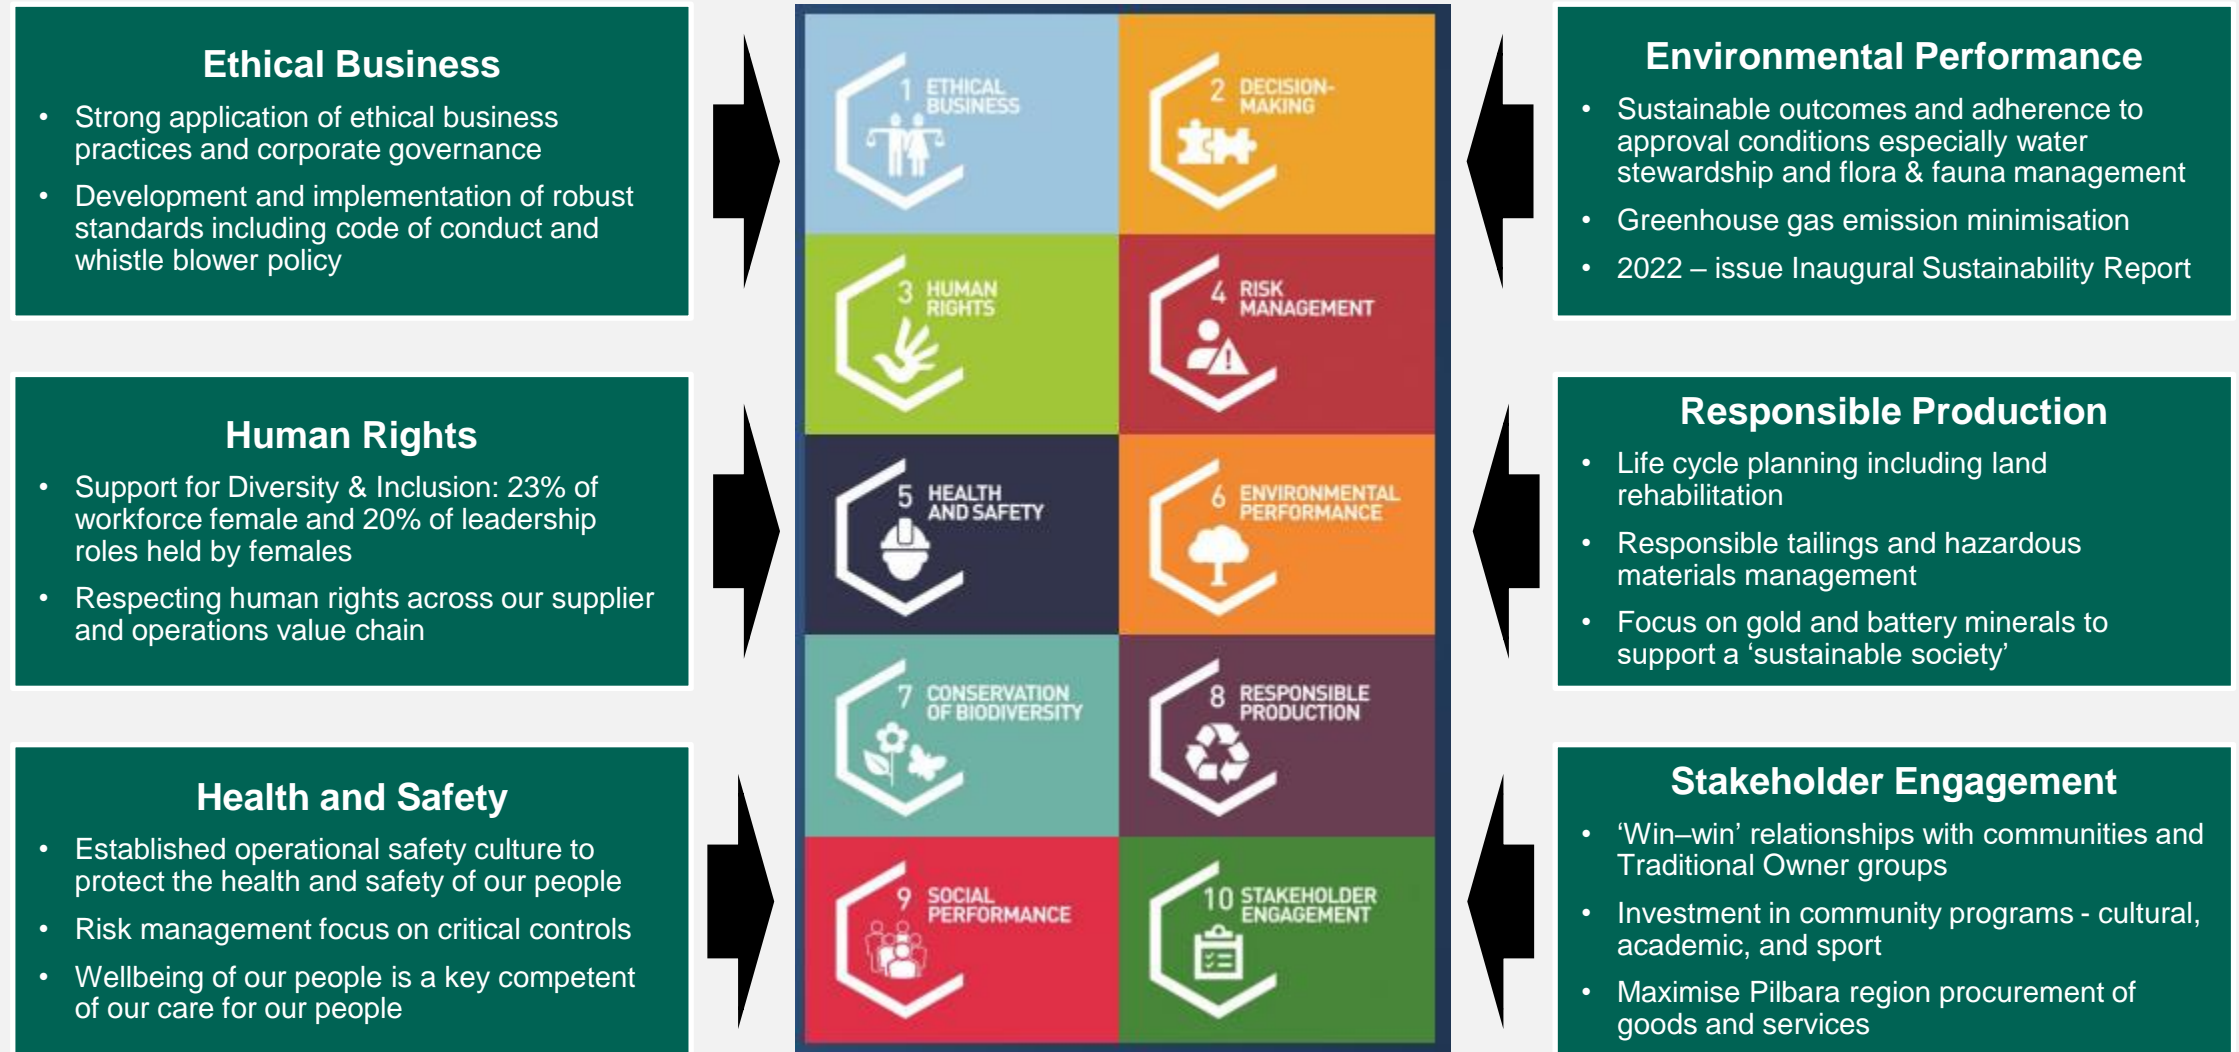 Ethical Business
• Strong application of ethical business
practices and corporate governance
• Development and implementation of robust
standards including code of conduct and
whistle blower policy
Human Rights
• Support for Diversity & Inclusion: 23% of
workforce female and 20% of leadership
roles held by females
• Respecting human rights across our supplier
and operations value chain
Health and Safety
• Established operational safety culture to
protect the health and safety of our people
• Risk management focus on critical controls
• Wellbeing of our people is a key competent
of our care for our people
1 ETHICAL
BUSINESS
2 DECISION-
MAKING
3 HUMAN
RIGHTS
4 RISK
MANAGEMENT
5 HEALTH
AND SAFETY
6 ENVIRONMENTAL
PERFORMANCE
7 CONSERVATION
OF BIODIVERSITY
8 RESPONSIBLE
PRODUCTION
9 SOCIAL
PERFORMANCE
10 STAKEHOLDER
ENGAGEMENT
Environmental Performance
• Sustainable outcomes and adherence to
approval conditions especially water
stewardship and flora & fauna management
• Greenhouse gas emission minimisation
• 2022 – issue Inaugural Sustainability Report
Responsible Production
• Life cycle planning including land
rehabilitation
• Responsible tailings and hazardous
materials management
• Focus on gold and battery minerals to
support a ‘sustainable society’
Stakeholder Engagement
• ‘Win–win’ relationships with communities and
Traditional Owner groups
• Investment in community programs - cultural,
academic, and sport
• Maximise Pilbara region procurement of
goods and services